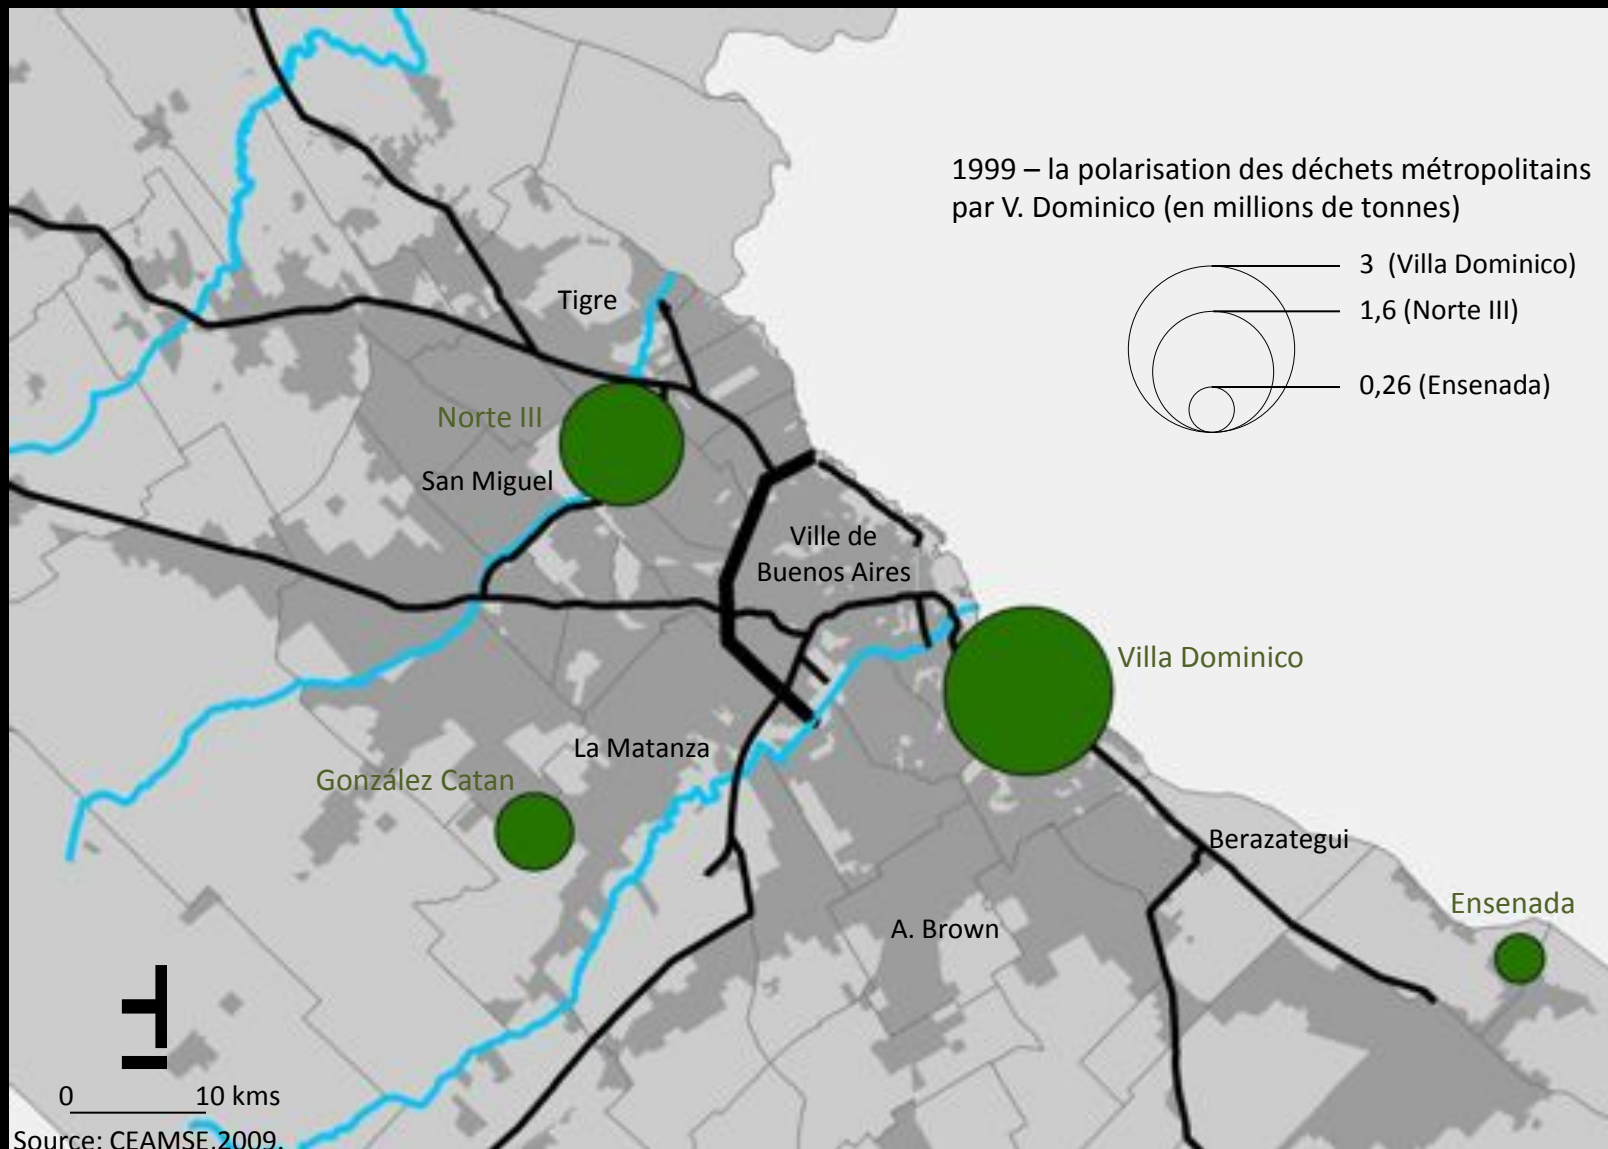 1999 – la polarisation des déchets métropolitains
par V. Dominico (en millions de tonnes)
3 (Villa Dominico)
1,6 (Norte III)
0,26 (Ensenada)
Tigre
Norte III
San Miguel
Ville de
Buenos Aires
Villa Dominico
La Matanza
González Catan
Berazategui
Ensenada
A. Brown
0 10 kms
Source: CEAMSE,2009.